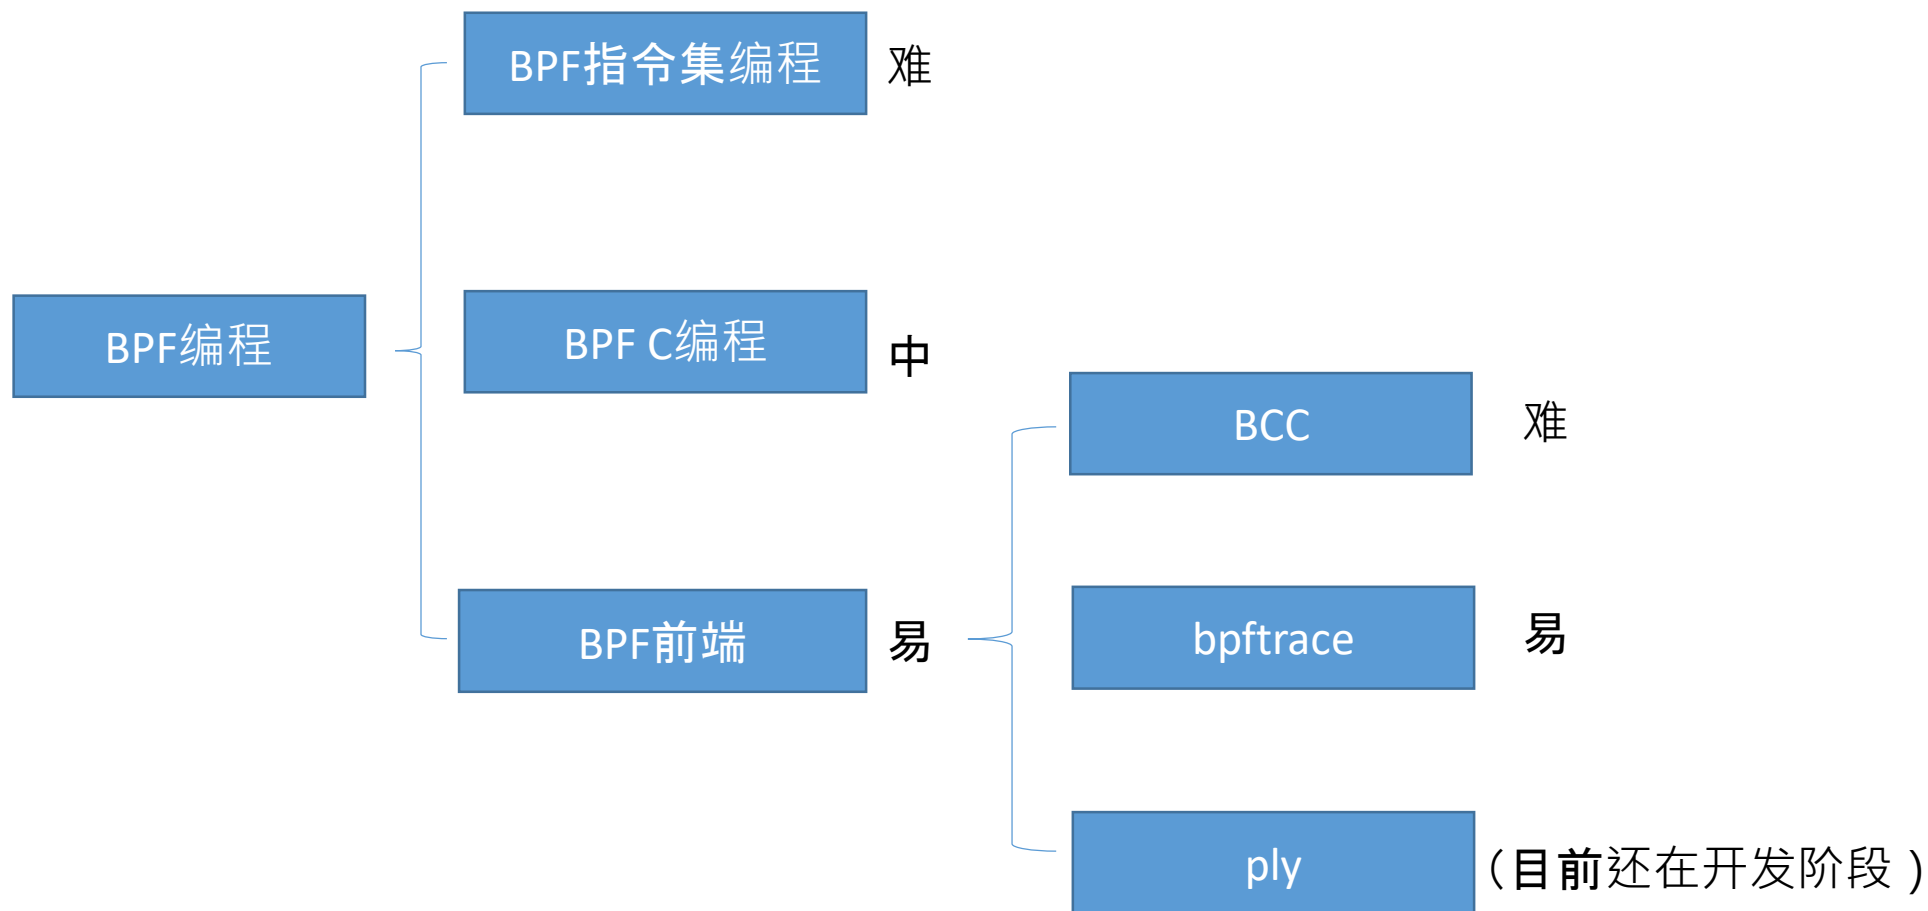 BPF指令集编程 难
BPF编程
BPF C编程 中
BCC 难
BPF前端 易
bpftrace 易
ply （目前还在开发阶段）